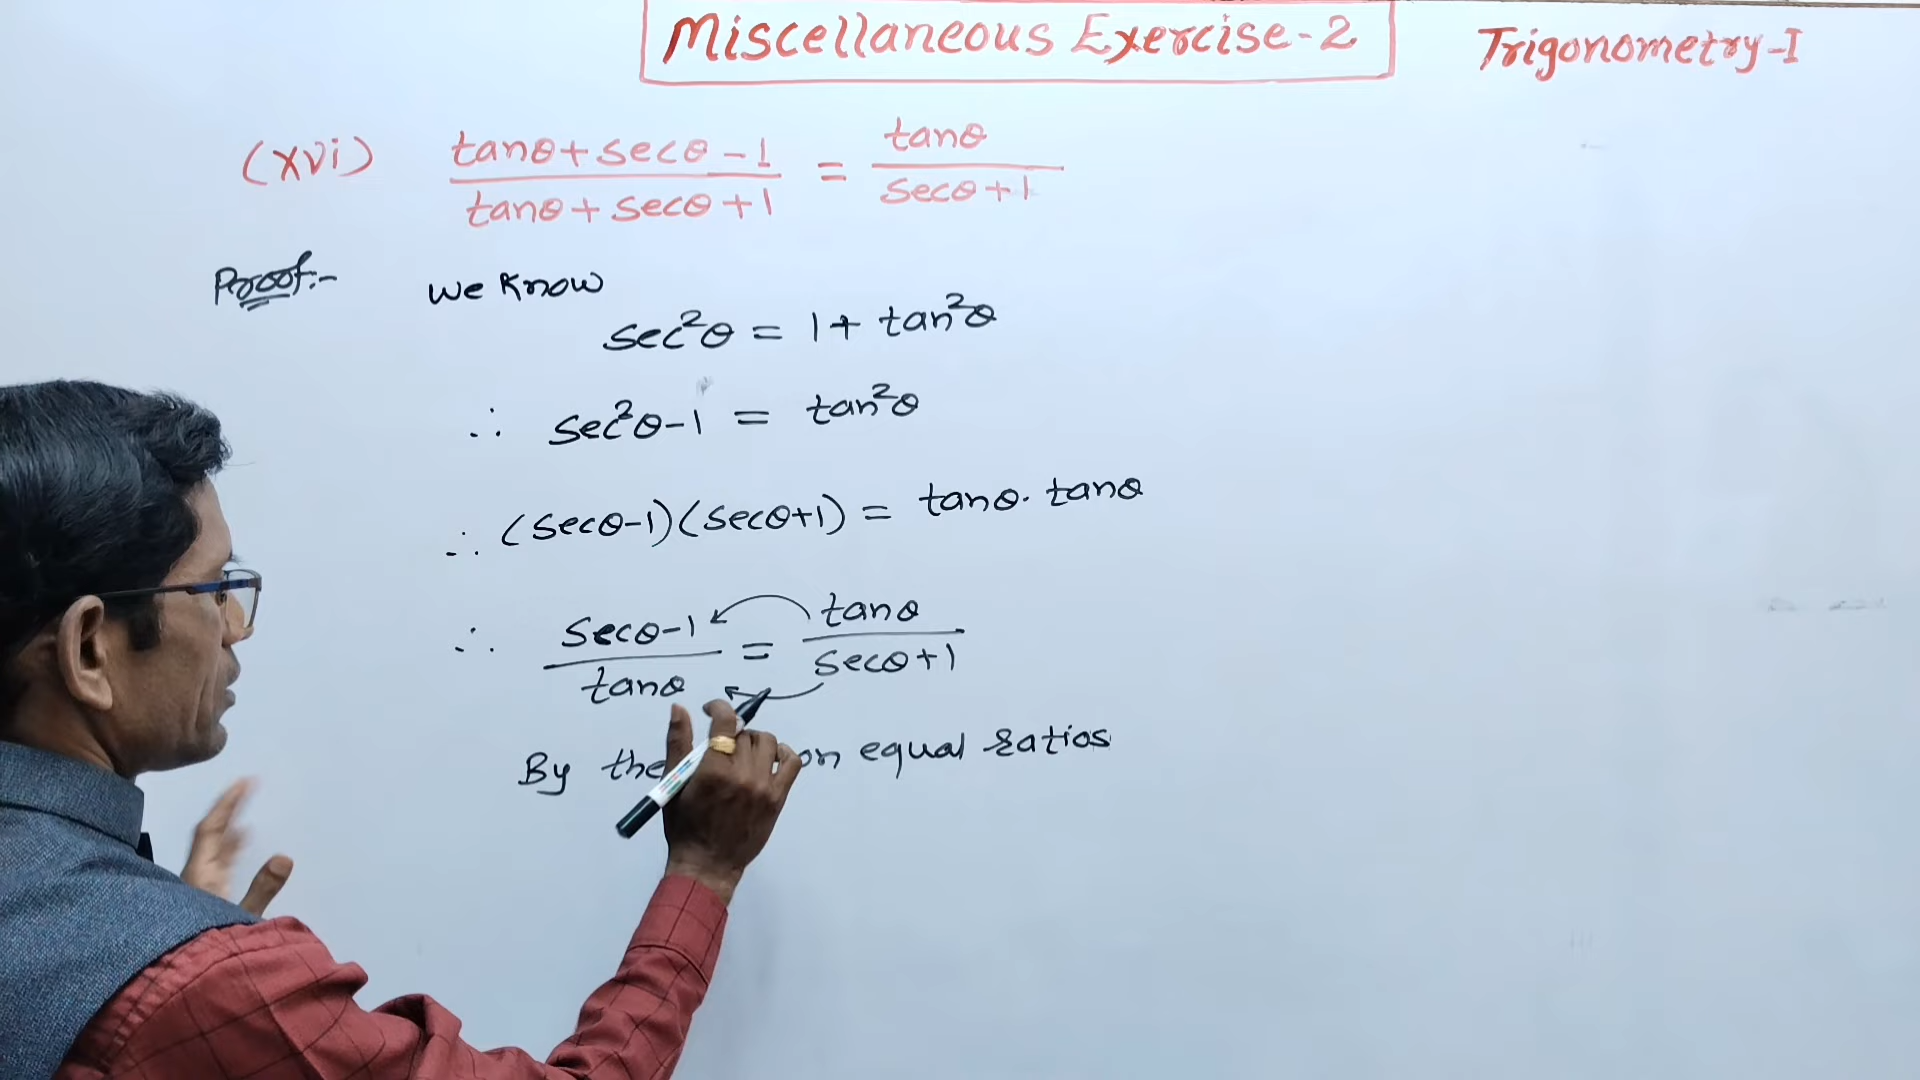 Miscellaneous Exercise-2
Trigonometry-I
(xvi) (tanθ+secθ-1)/(tanθ+secθ+1) = tanθ/(secθ+1)
Proof:- We know
sec²θ = 1+ tan²θ
∴ sec²θ-1 = tan²θ
∴ (secθ-1)(secθ+1) = tanθ. tanθ
∴ (secθ-1)/tanθ = tanθ/(secθ+1)
By the on equal ratios